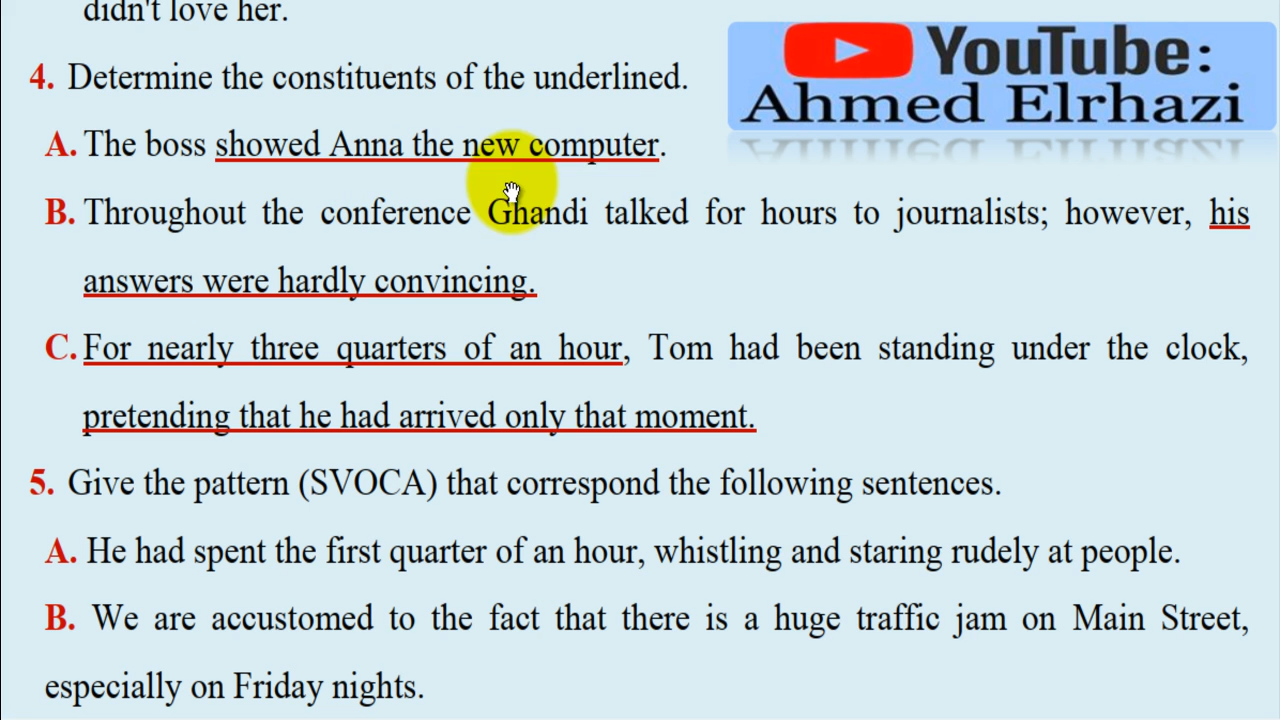 didn't love her.
4. Determine the constituents of the underlined.
YouTube:
Ahmed Elrhazi
A. The boss showed Anna the new computer.
B. Throughout the conference Ghandi talked for hours to journalists; however, his
answers were hardly convincing.
C. For nearly three quarters of an hour, Tom had been standing under the clock,
pretending that he had arrived only that moment.
5. Give the pattern (SVOCA) that correspond the following sentences.
A. He had spent the first quarter of an hour, whistling and staring rudely at people.
B. We are accustomed to the fact that there is a huge traffic jam on Main Street,
especially on Friday nights.